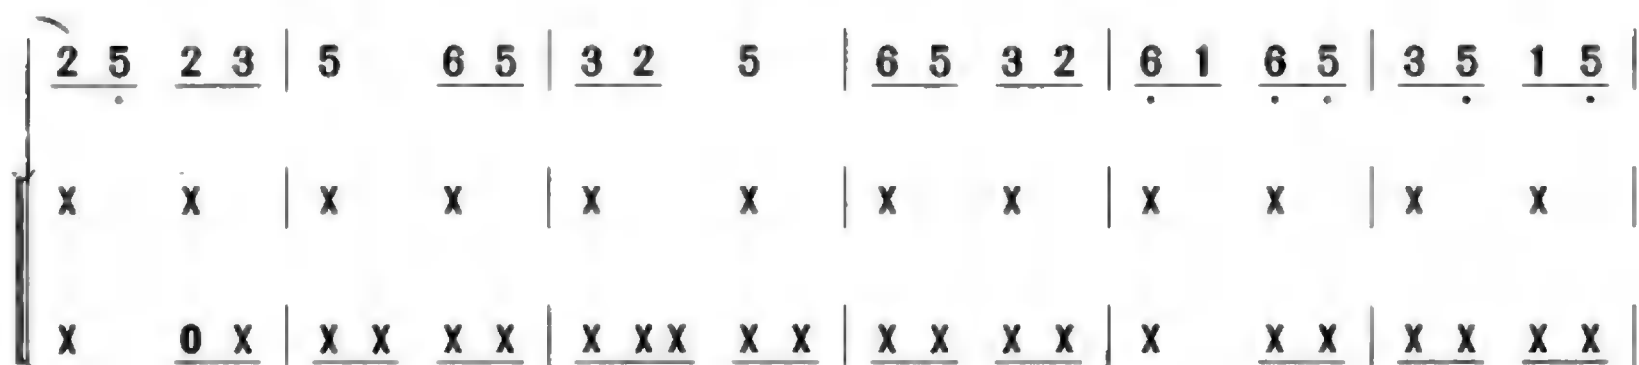 2 5 2 3 | 5 6 5 | 3 2 5 | 6 5 3 2 | 6 1 6 5 | 3 5 1 5 |
X X | X X | X X | X X | X X | X X |
X 0 X | X X X X | X X X X X | X X X X | X X X | X X X X |